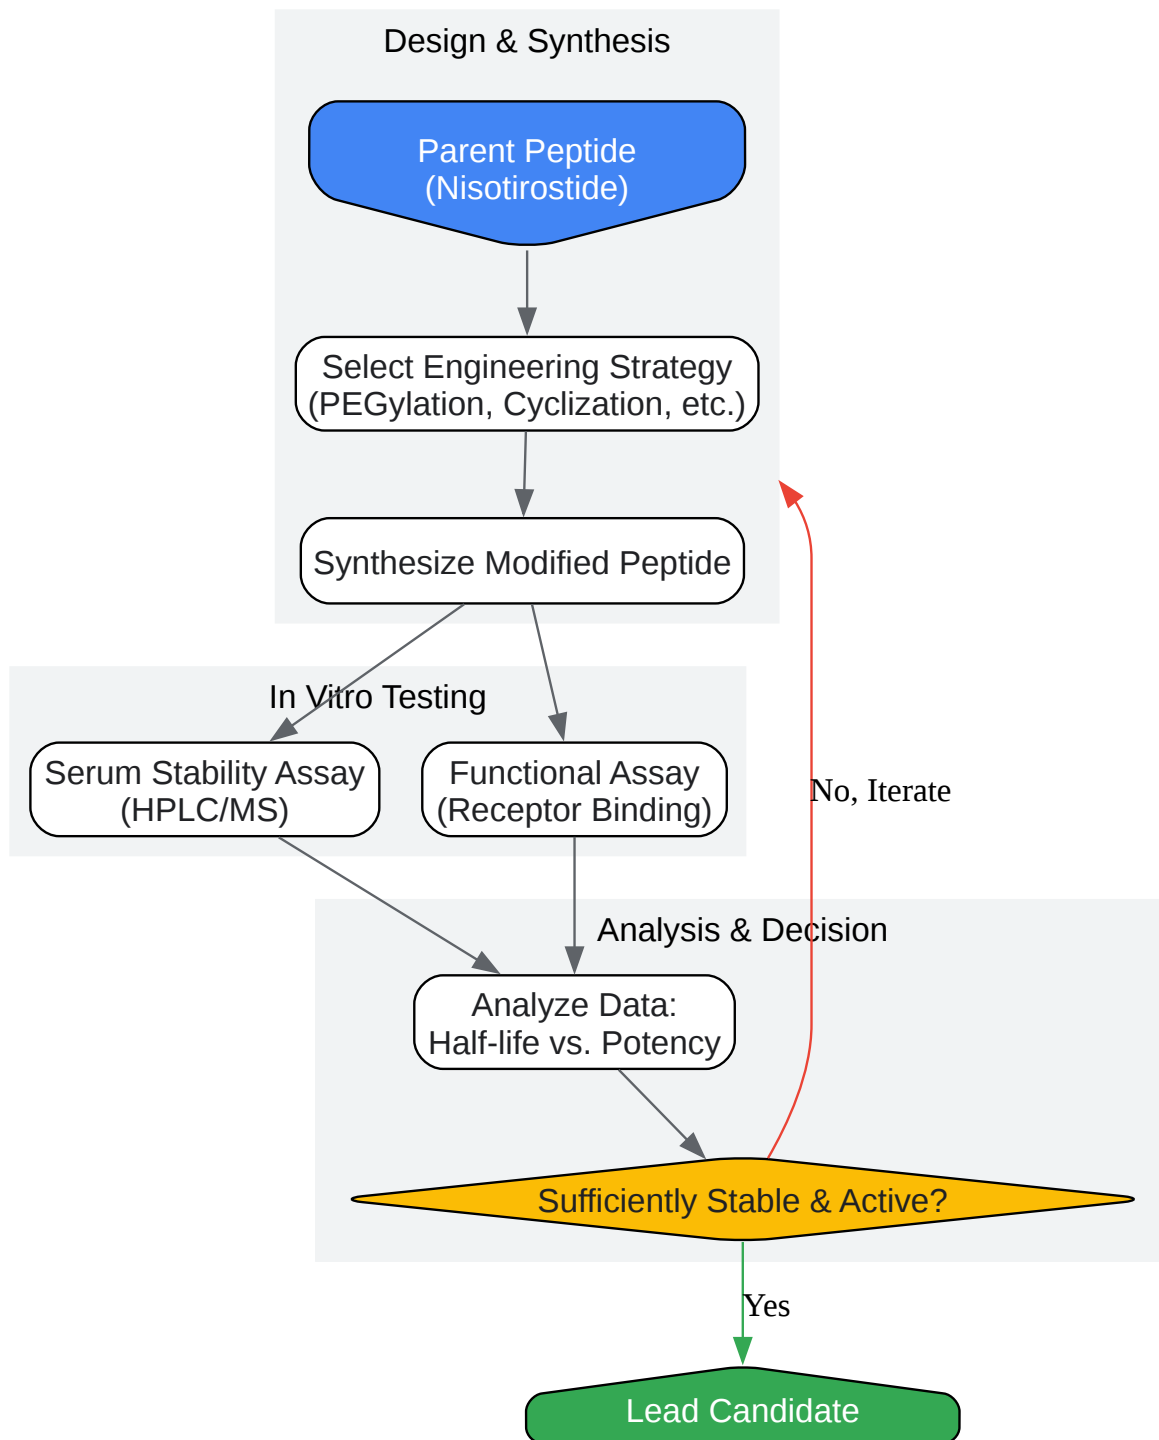 Design & Synthesis
Parent Peptide
(Nisotirostide)
Select Engineering Strategy
(PEGylation, Cyclization, etc.)
Synthesize Modified Peptide
In Vitro Testing
Serum Stability Assay
(HPLC/MS)
Functional Assay
(Receptor Binding)
No, Iterate
Analysis & Decision
Analyze Data:
Half-life vs. Potency
Sufficiently Stable & Active?
Yes
Lead Candidate